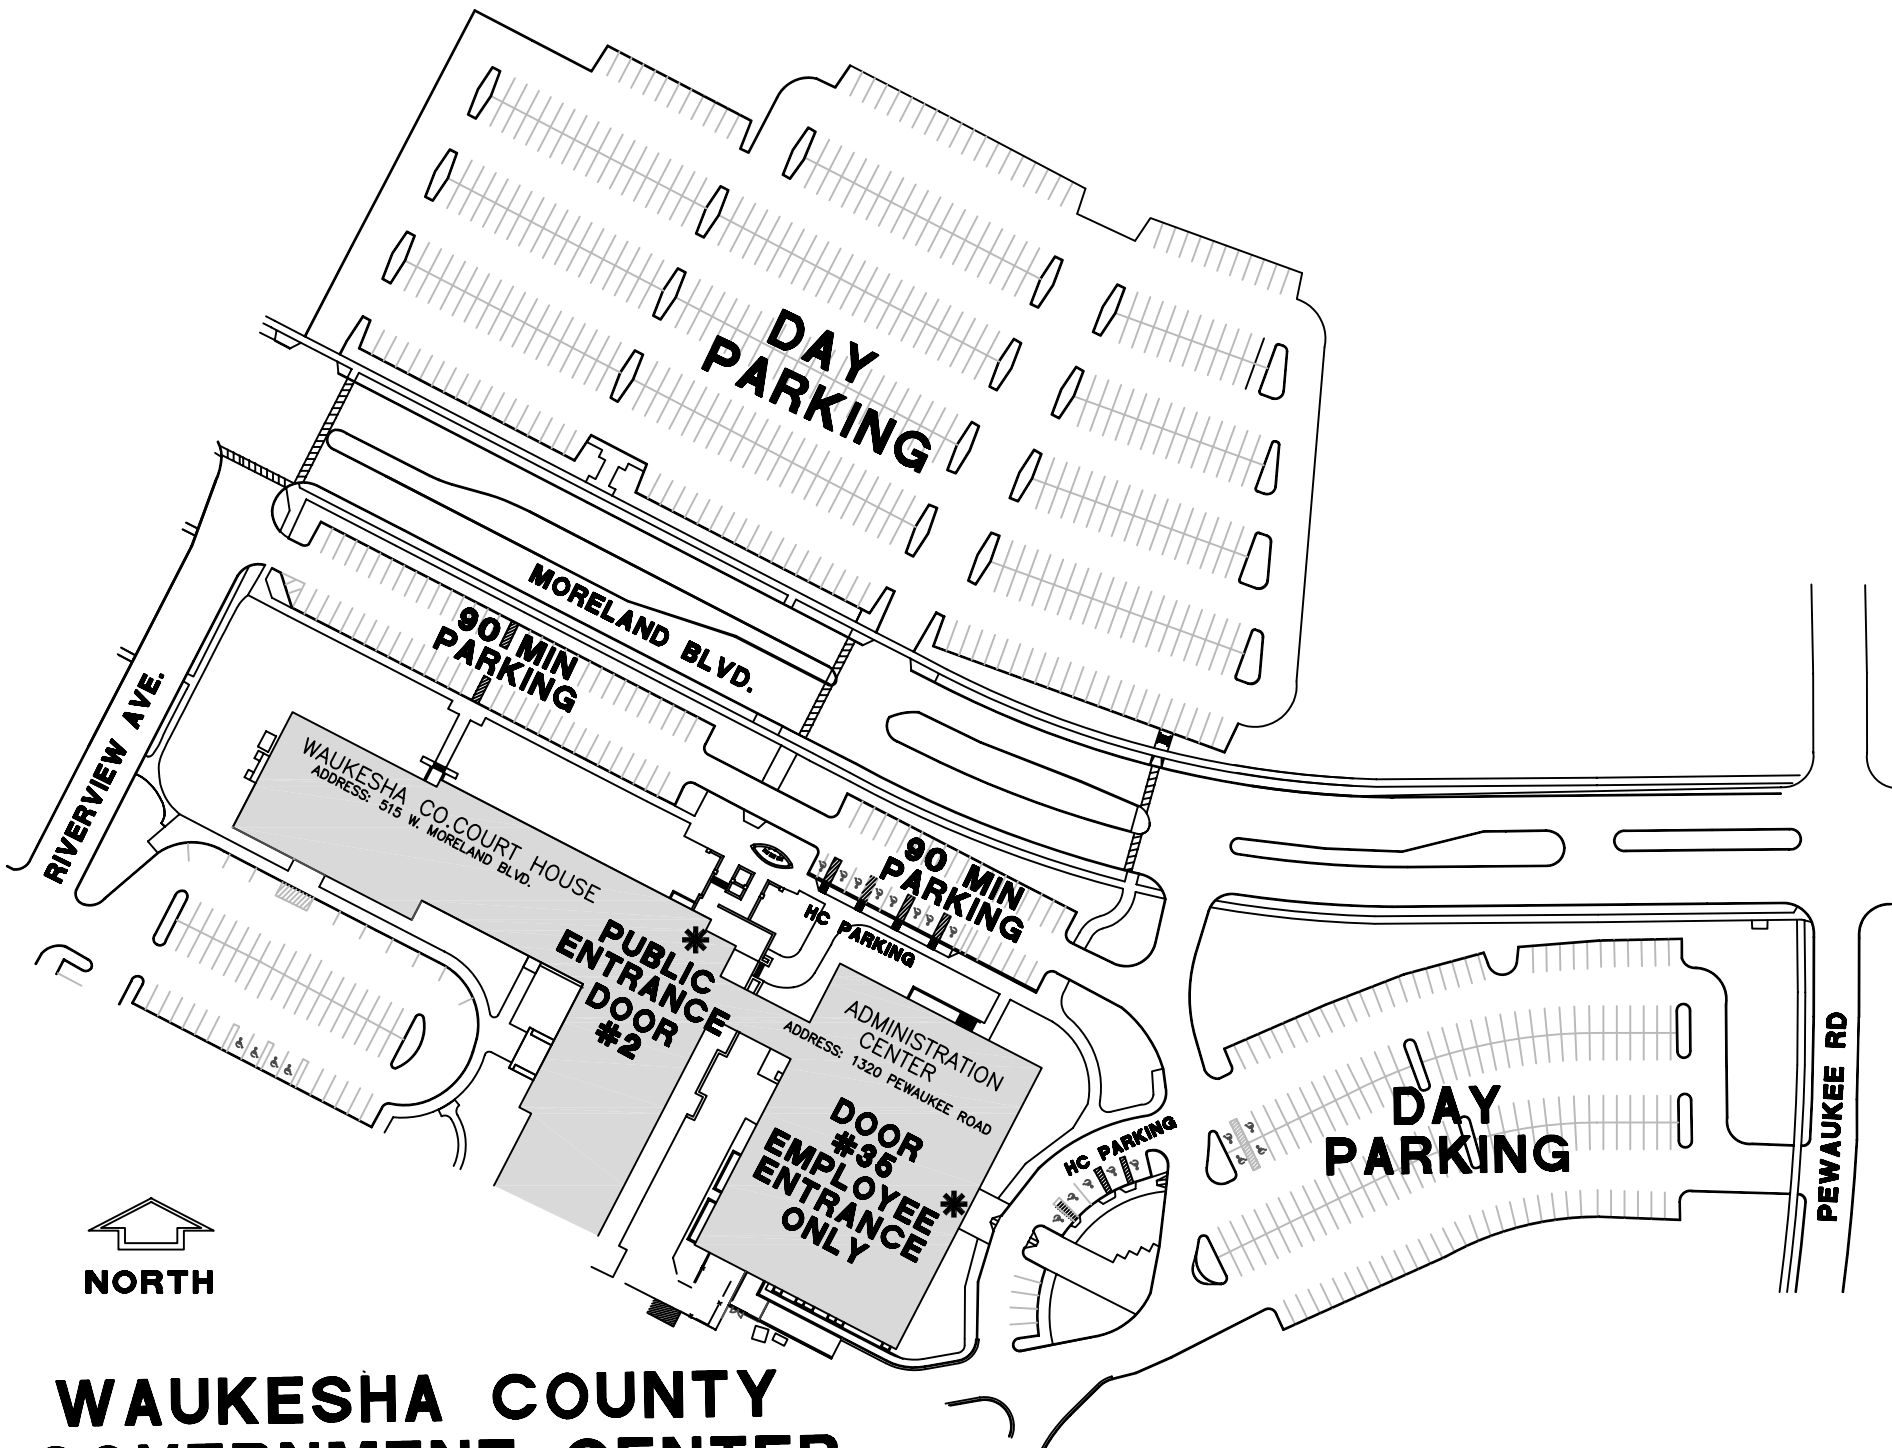 DAY
PARKING
MORELAND BLVD.
90 MIN
PARKING
RIVERVIEW AVE.
WAUKESHA CO.COURT HOUSE
ADDRESS: 515 W. MORELAND BLVD.
90 MIN
PARKING
HC PARKING
PUBLIC
ENTRANCE
DOOR
#2
ADMINISTRATION
CENTER
ADDRESS: 1320 PEWAUKEE ROAD
DOOR
#35
EMPLOYEE
ENTRANCE
ONLY
HC PARKING
DAY
PARKING
PEWAUKEE RD
NORTH
WAUKESHA COUNTY
GOVERNMENT CENTER